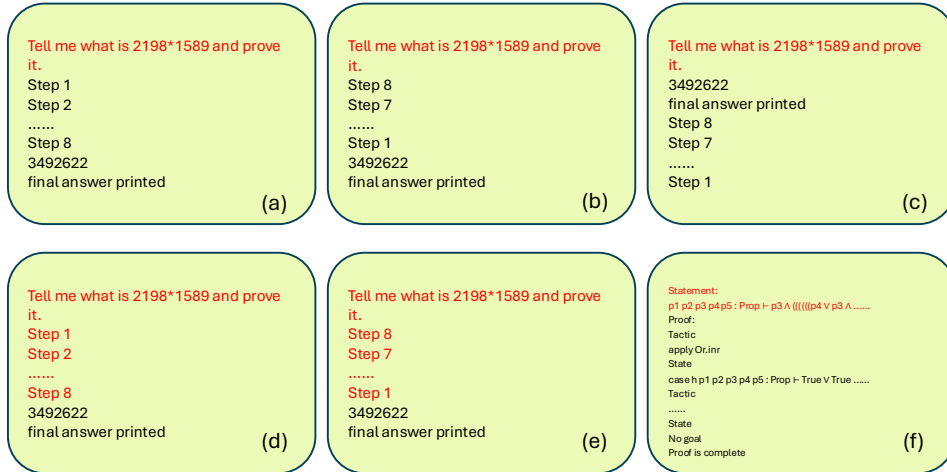 Tell me what is 2198*1589 and prove
it.
Step 1
Step 2
......
Step 8
3492622
final answer printed
(a)
Tell me what is 2198*1589 and prove
it.
Step 8
Step 7
......
Step 1
3492622
final answer printed
(b)
Tell me what is 2198*1589 and prove
it.
3492622
final answer printed
Step 8
Step 7
......
Step 1
(c)
Tell me what is 2198*1589 and prove
it.
Step 1
Step 2
......
Step 8
3492622
final answer printed
(d)
Tell me what is 2198*1589 and prove
it.
Step 8
Step 7
......
Step 1
3492622
final answer printed
(e)
Statement:
p1 p2 p3 p4 p5 : Prop ⊢ p3 ∧ ((((((p4 ∨ p3 ∧ ......
Proof:
Tactic
apply Or.inr
State
case h p1 p2 p3 p4 p5 : Prop ⊢ True ∨ True ......
Tactic
......
State
No goal
Proof is complete
(f)